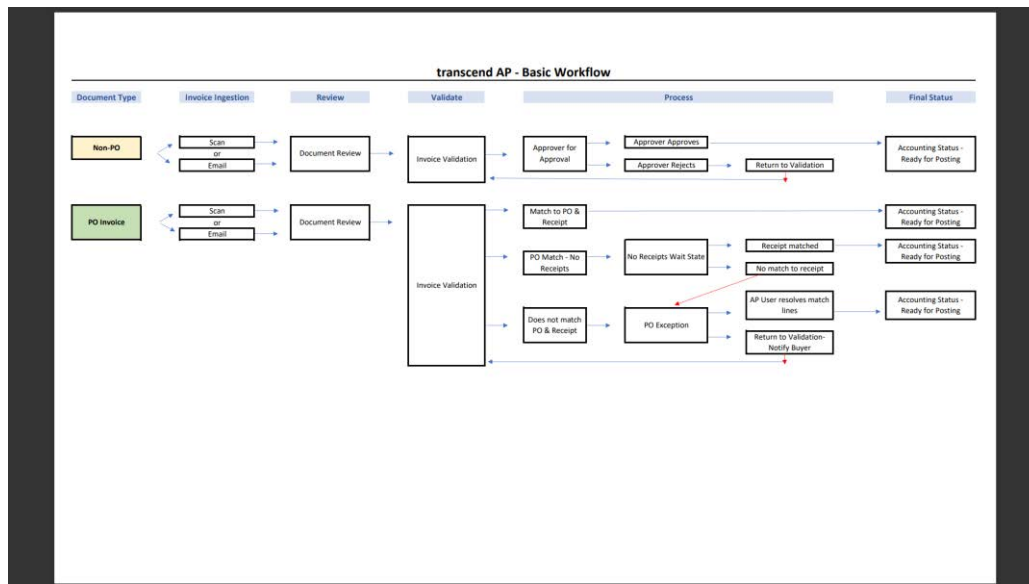 transcend AP - Basic Workflow
Document Type
Invoice Ingestion
Review
Validate
Process
Final Status
Non-PO
Scan
or
Email
Document Review
Invoice Validation
Approver for
Approval
Approver Approves
Approver Rejects
Return to Validation
Accounting Status -
Ready for Posting
PO Invoice
Scan
or
Email
Document Review
Invoice Validation
Match to PO &
Receipt
Accounting Status -
Ready for Posting
PO Match - No
Receipts
No Receipts Wait State
Receipt matched
No match to receipt
Accounting Status -
Ready for Posting
Does not match
PO & Receipt
PO Exception
AP User resolves match
lines
Return to Validation-
Notify Buyer
Accounting Status -
Ready for Posting